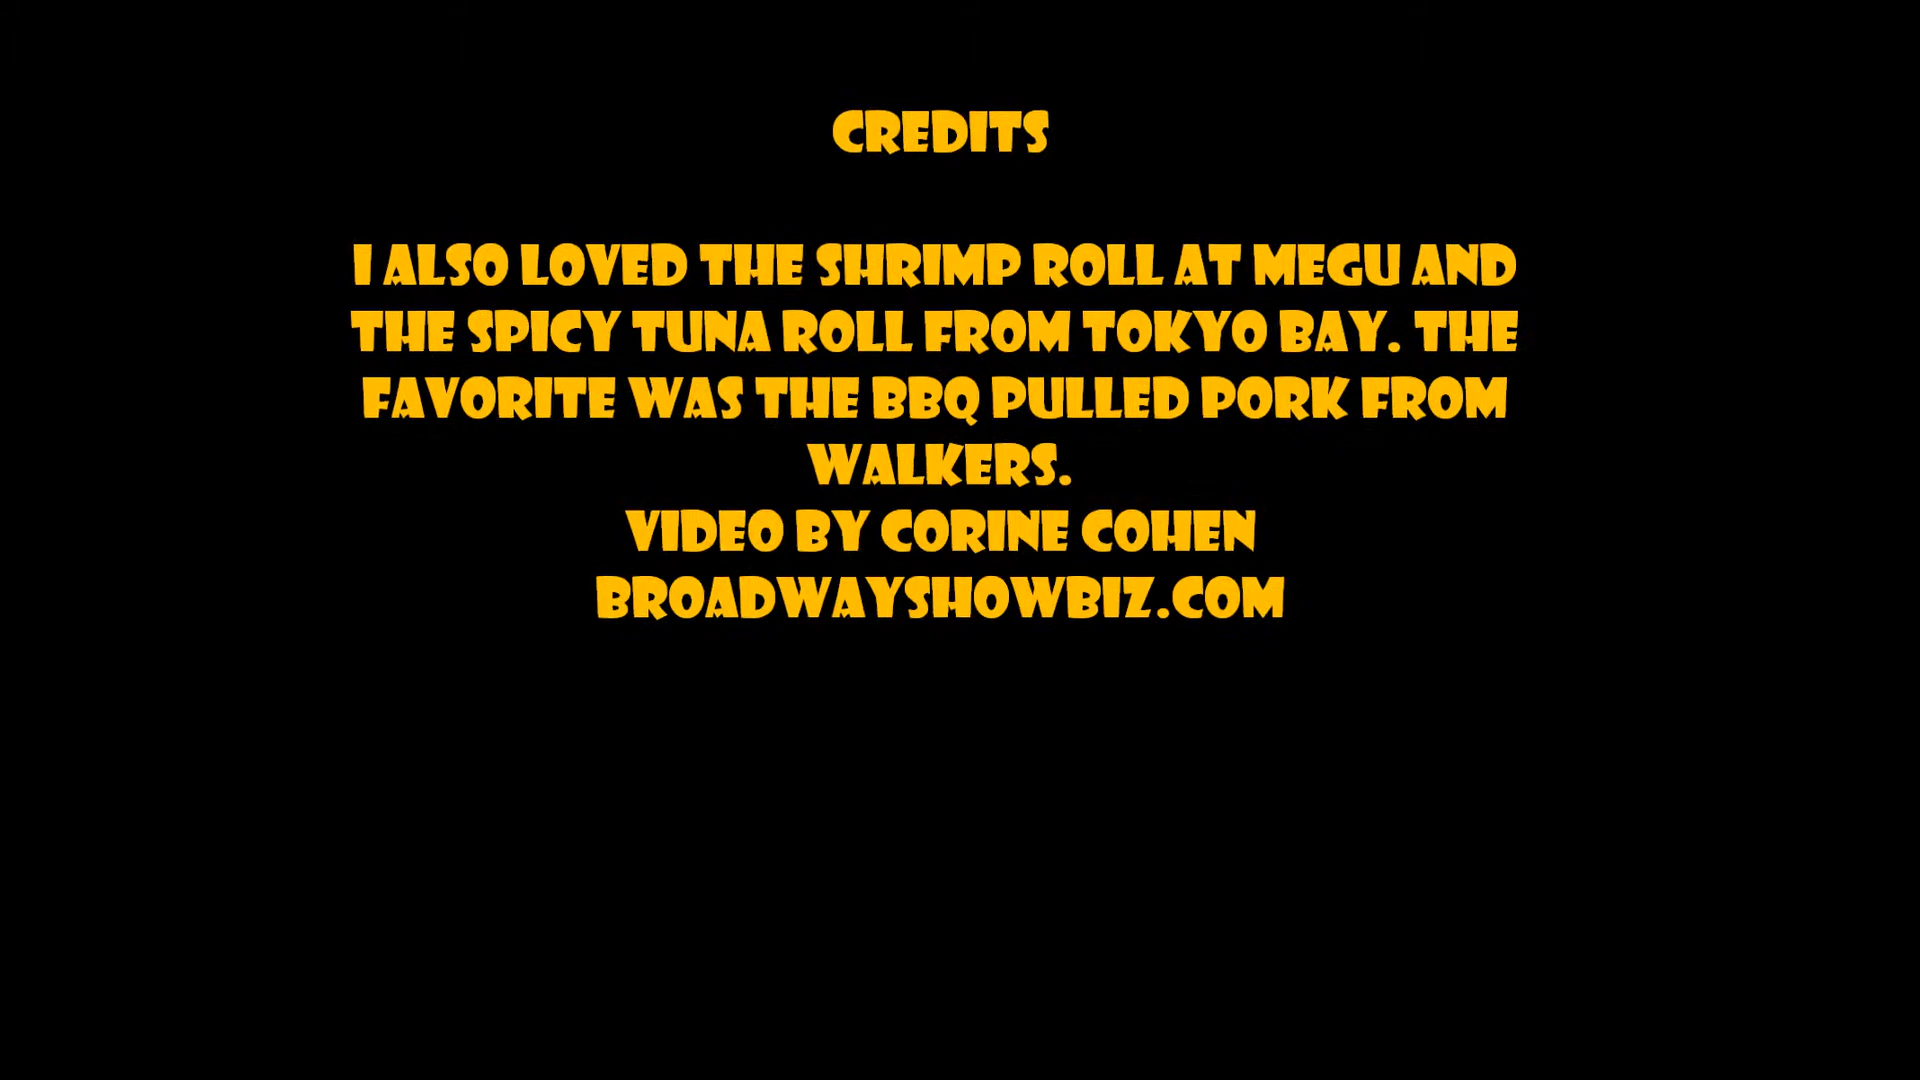 CREDITS
I ALSO LOVED THE SHRIMP ROLL AT MEGU AND
THE SPICY TUNA ROLL FROM TOKYO BAY. THE
FAVORITE WAS THE BBQ PULLED PORK FROM
WALKERS.
VIDEO BY CORINE COHEN
BROADWAYSHOWBIZ.COM